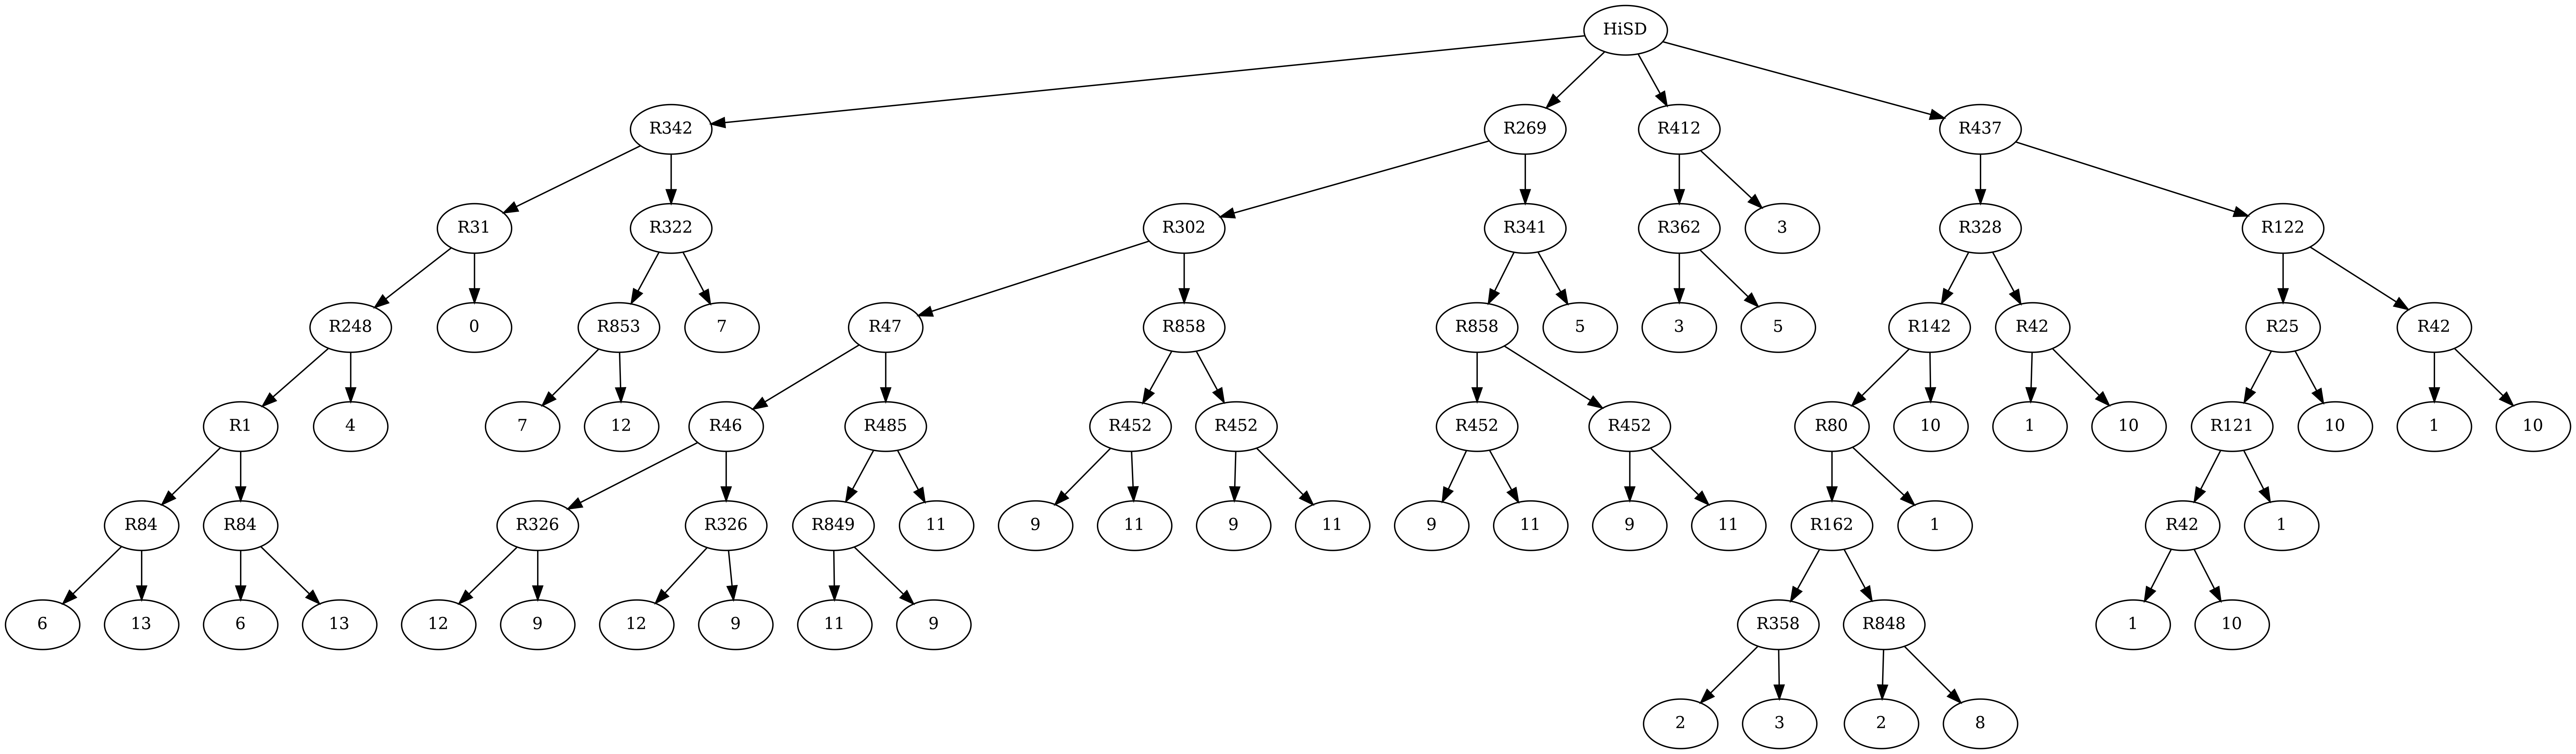 HiSD
R342 R269 R412 R437
R31 R322 R302 R341 R362 3 R328 R122
R248 0 R853 7 R47 R858 R858 5 3 5 R142 R42 R25 R42
R1 4 7 12 R46 R485 R452 R452 R452 R452 R80 10 1 10 R121 10 1 10
R84 R84 R326 R326 R849 11 9 11 9 11 9 11 9 11 R162 1 R42 1
6 13 6 13 12 9 12 9 11 9 R358 R848 1 10
2 3 2 8